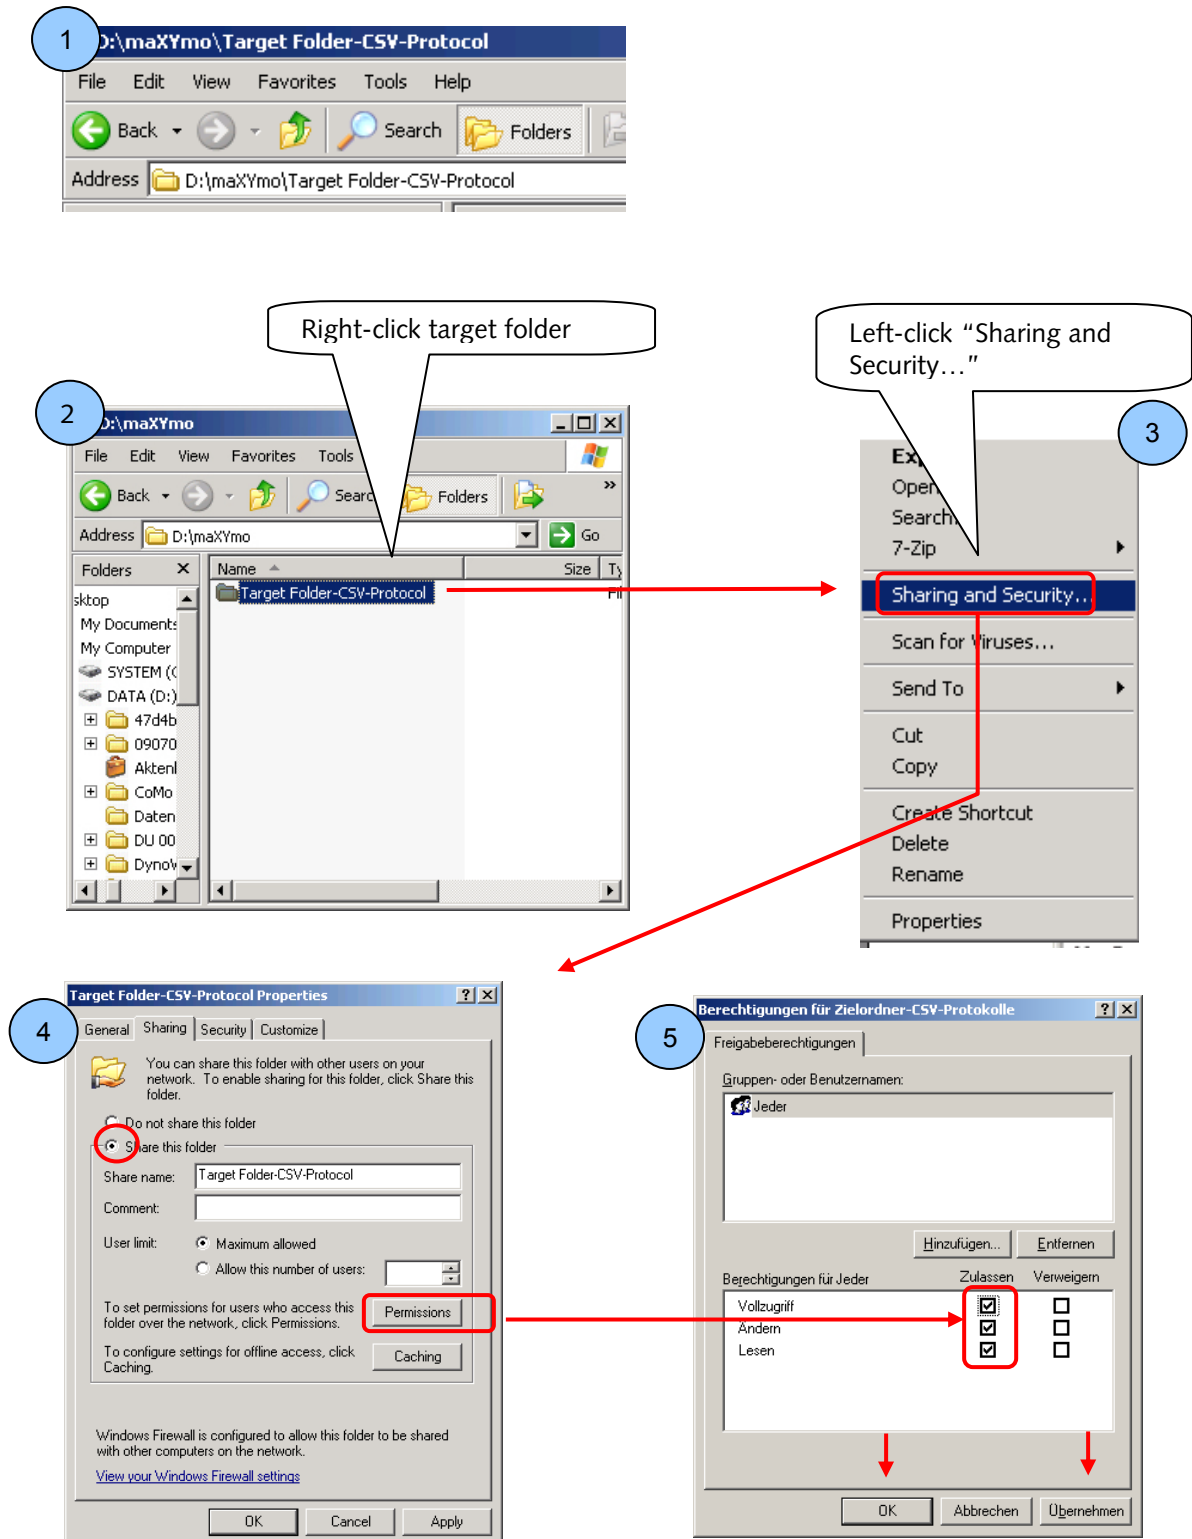 1
D:\maXYmo\Target Folder-CSV-Protocol
File Edit View Favorites Tools Help
Back Search Folders
Address D:\maXYmo\Target Folder-CSV-Protocol
Right-click target folder
Left-click “Sharing and
Security…”
2
D:\maXYmo
File Edit View Favorites Tools
Back Folders
Address D:\maXYmo Go
Folders Name Size
Target Folder-CSV-Protocol
My Documents
My Computer
SYSTEM (
DATA (D:)
47d4b
09070
CoMo
Daten
DU 00
3
Open
7-Zip
Sharing and Security...
Scan for Viruses...
Send To
Cut
Copy
Create Shortcut
Delete
Rename
Properties
4
Target Folder-CSV-Protocol Properties
General Sharing Security Customize
You can share this folder with other users on your
network. To enable sharing for this folder, click Share this
folder.
Do not share this folder
Share this folder
Share name: Target Folder-CSV-Protocol
Comment:
User limit: Maximum allowed
Allow this number of users:
To set permissions for users who access this
folder over the network, click Permissions.
Permissions
To configure settings for offline access, click
Caching.
Caching
Windows Firewall is configured to allow this folder to be shared
with other computers on the network.
View your Windows Firewall settings
OK Cancel Apply
5
Berechtigungen für Zielordner-CSV-Protokolle
Freigabeberechtigungen
Gruppen- oder Benutzernamen:
Jeder
Hinzufügen... Entfernen
Berechtigungen für Jeder Zulassen Verweigern
Vollzugriff
Ändern
Lesen
OK Abbrechen Übernehmen